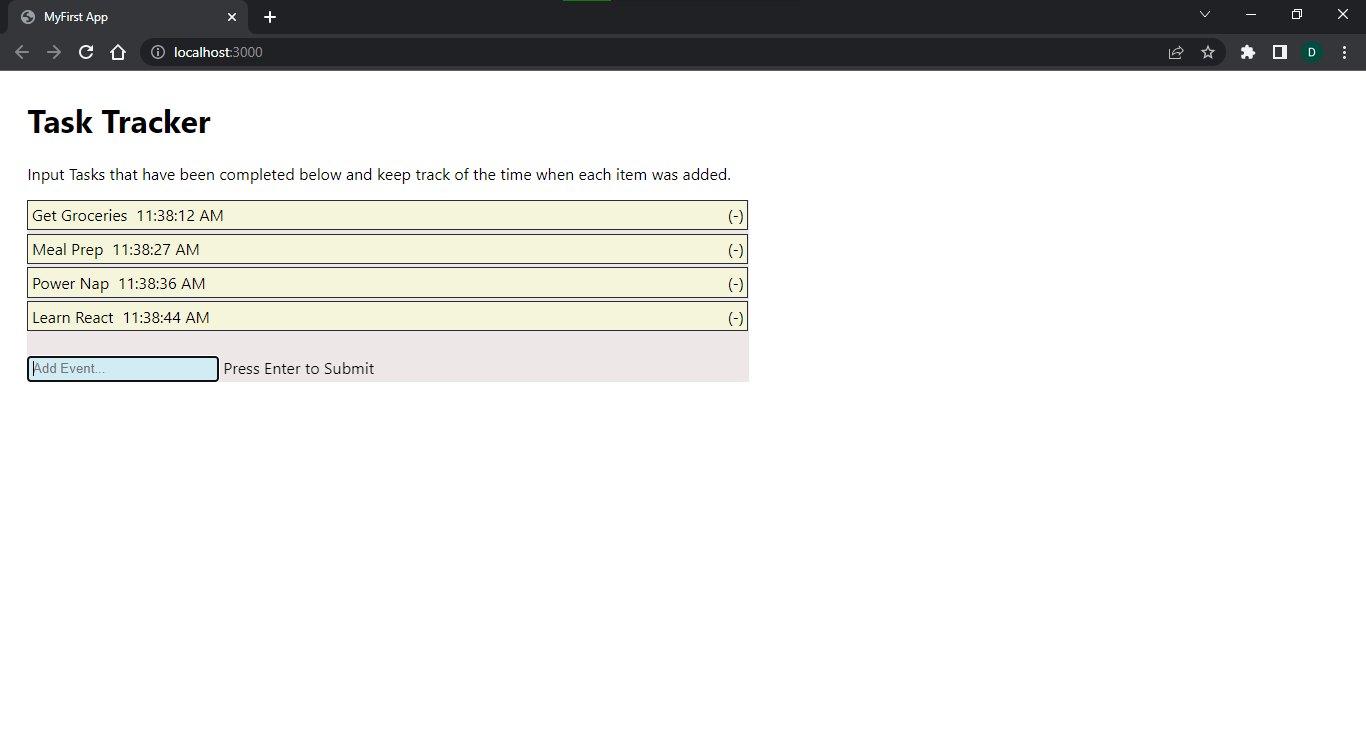 MyFirst App
localhost:3000
D
Task Tracker
Input Tasks that have been completed below and keep track of the time when each item was added.
Get Groceries 11:38:12 AM (-)
Meal Prep 11:38:27 AM (-)
Power Nap 11:38:36 AM (-)
Learn React 11:38:44 AM (-)
Add Event... Press Enter to Submit